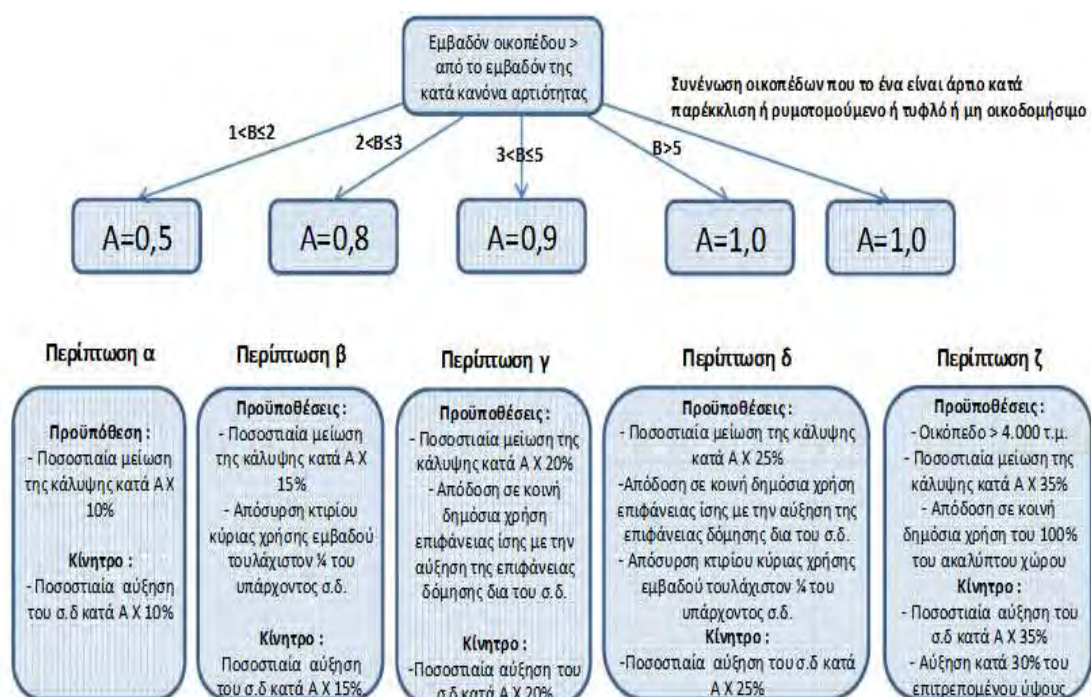 Εμβαδόν οικοπέδου >
από το εμβαδόν της
κατά κανόνα αρτιότητας
Συνένωση οικοπέδων που το ένα είναι άρτιο κατά
παρέκκλιση ή ρυμοτομούμενο ή τυφλό ή μη οικοδομήσιμο
1<Β≤2
2<Β≤3
3<Β≤5
Β>5
Α=0,5
Α=0,8
Α=0,9
Α=1,0
Α=1,0
Περίπτωση α
Προϋπόθεση :
- Ποσοστιαία μείωση
της κάλυψης κατά Α Χ
10%
Κίνητρο :
- Ποσοστιαία αύξηση
του σ.δ κατά Α Χ 10%
Περίπτωση β
Προϋποθέσεις :
- Ποσοστιαία μείωση
της κάλυψης κατά Α Χ
15%
- Απόσυρση κτιρίου
κύριας χρήσης εμβαδού
τουλάχιστον ¼ του
υπάρχοντος σ.δ.
Κίνητρο :
Ποσοστιαία αύξηση
του σ.δ κατά Α Χ 15%
Περίπτωση γ
Προϋποθέσεις :
- Ποσοστιαία μείωση της
κάλυψης κατά Α Χ 20%
- Απόδοση σε κοινή
δημόσια χρήση
επιφάνειας ίσης με την
αύξηση της επιφάνειας
δόμησης δια του σ.δ.
Κίνητρο :
-Ποσοστιαία αύξηση του
σ.δ κατά Α Χ 20%
Περίπτωση δ
Προϋποθέσεις :
- Ποσοστιαία μείωση της κάλυψης
κατά Α Χ 25%
-Απόδοση σε κοινή δημόσια χρήση
επιφάνειας ίσης με την αύξηση της
επιφάνειας δόμησης δια του σ.δ.
- Απόσυρση κτιρίου κύριας χρήσης
εμβαδού τουλάχιστον ¼ του
υπάρχοντος σ.δ.
Κίνητρο :
-Ποσοστιαία αύξηση του σ.δ κατά
Α Χ 25%
Περίπτωση ζ
Προϋποθέσεις :
- Οικόπεδο > 4.000 τ.μ.
- Ποσοστιαία μείωση της
κάλυψης κατά Α Χ 35%
- Απόδοση σε κοινή
δημόσια χρήση του 100%
του ακαλύπτου χώρου
Κίνητρο :
- Ποσοστιαία αύξηση του
σ.δ κατά Α Χ 35%
- Αύξηση κατά 30% του
επιτρεπομένου ύψους